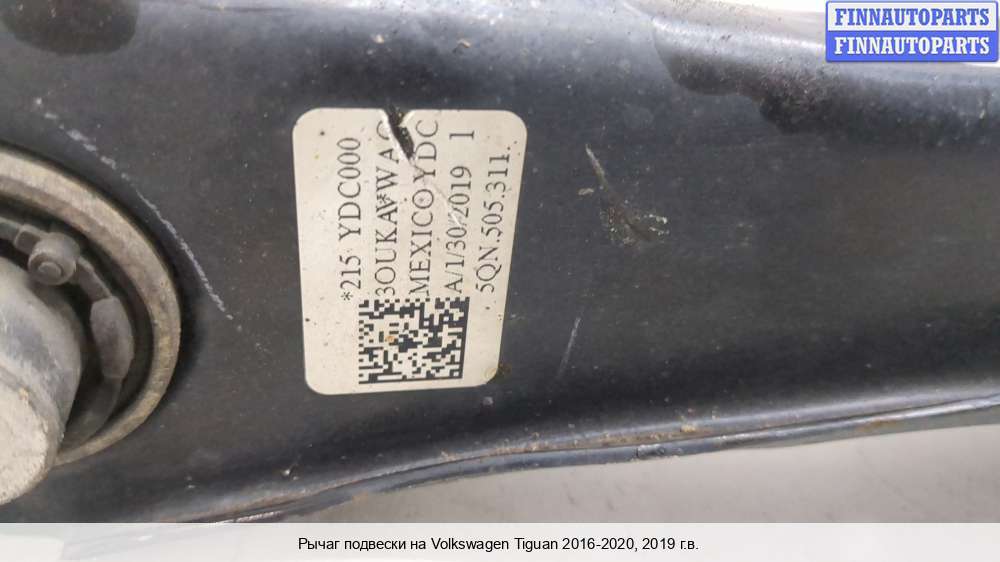 FINNAUTOPARTS
FINNAUTOPARTS
*215 YDC000
3OUKA\*WAC
MEXICO YDC
A/1/30/2019 1
5QN.505.311.
Рычаг подвески на Volkswagen Tiguan 2016-2020, 2019 г.в.